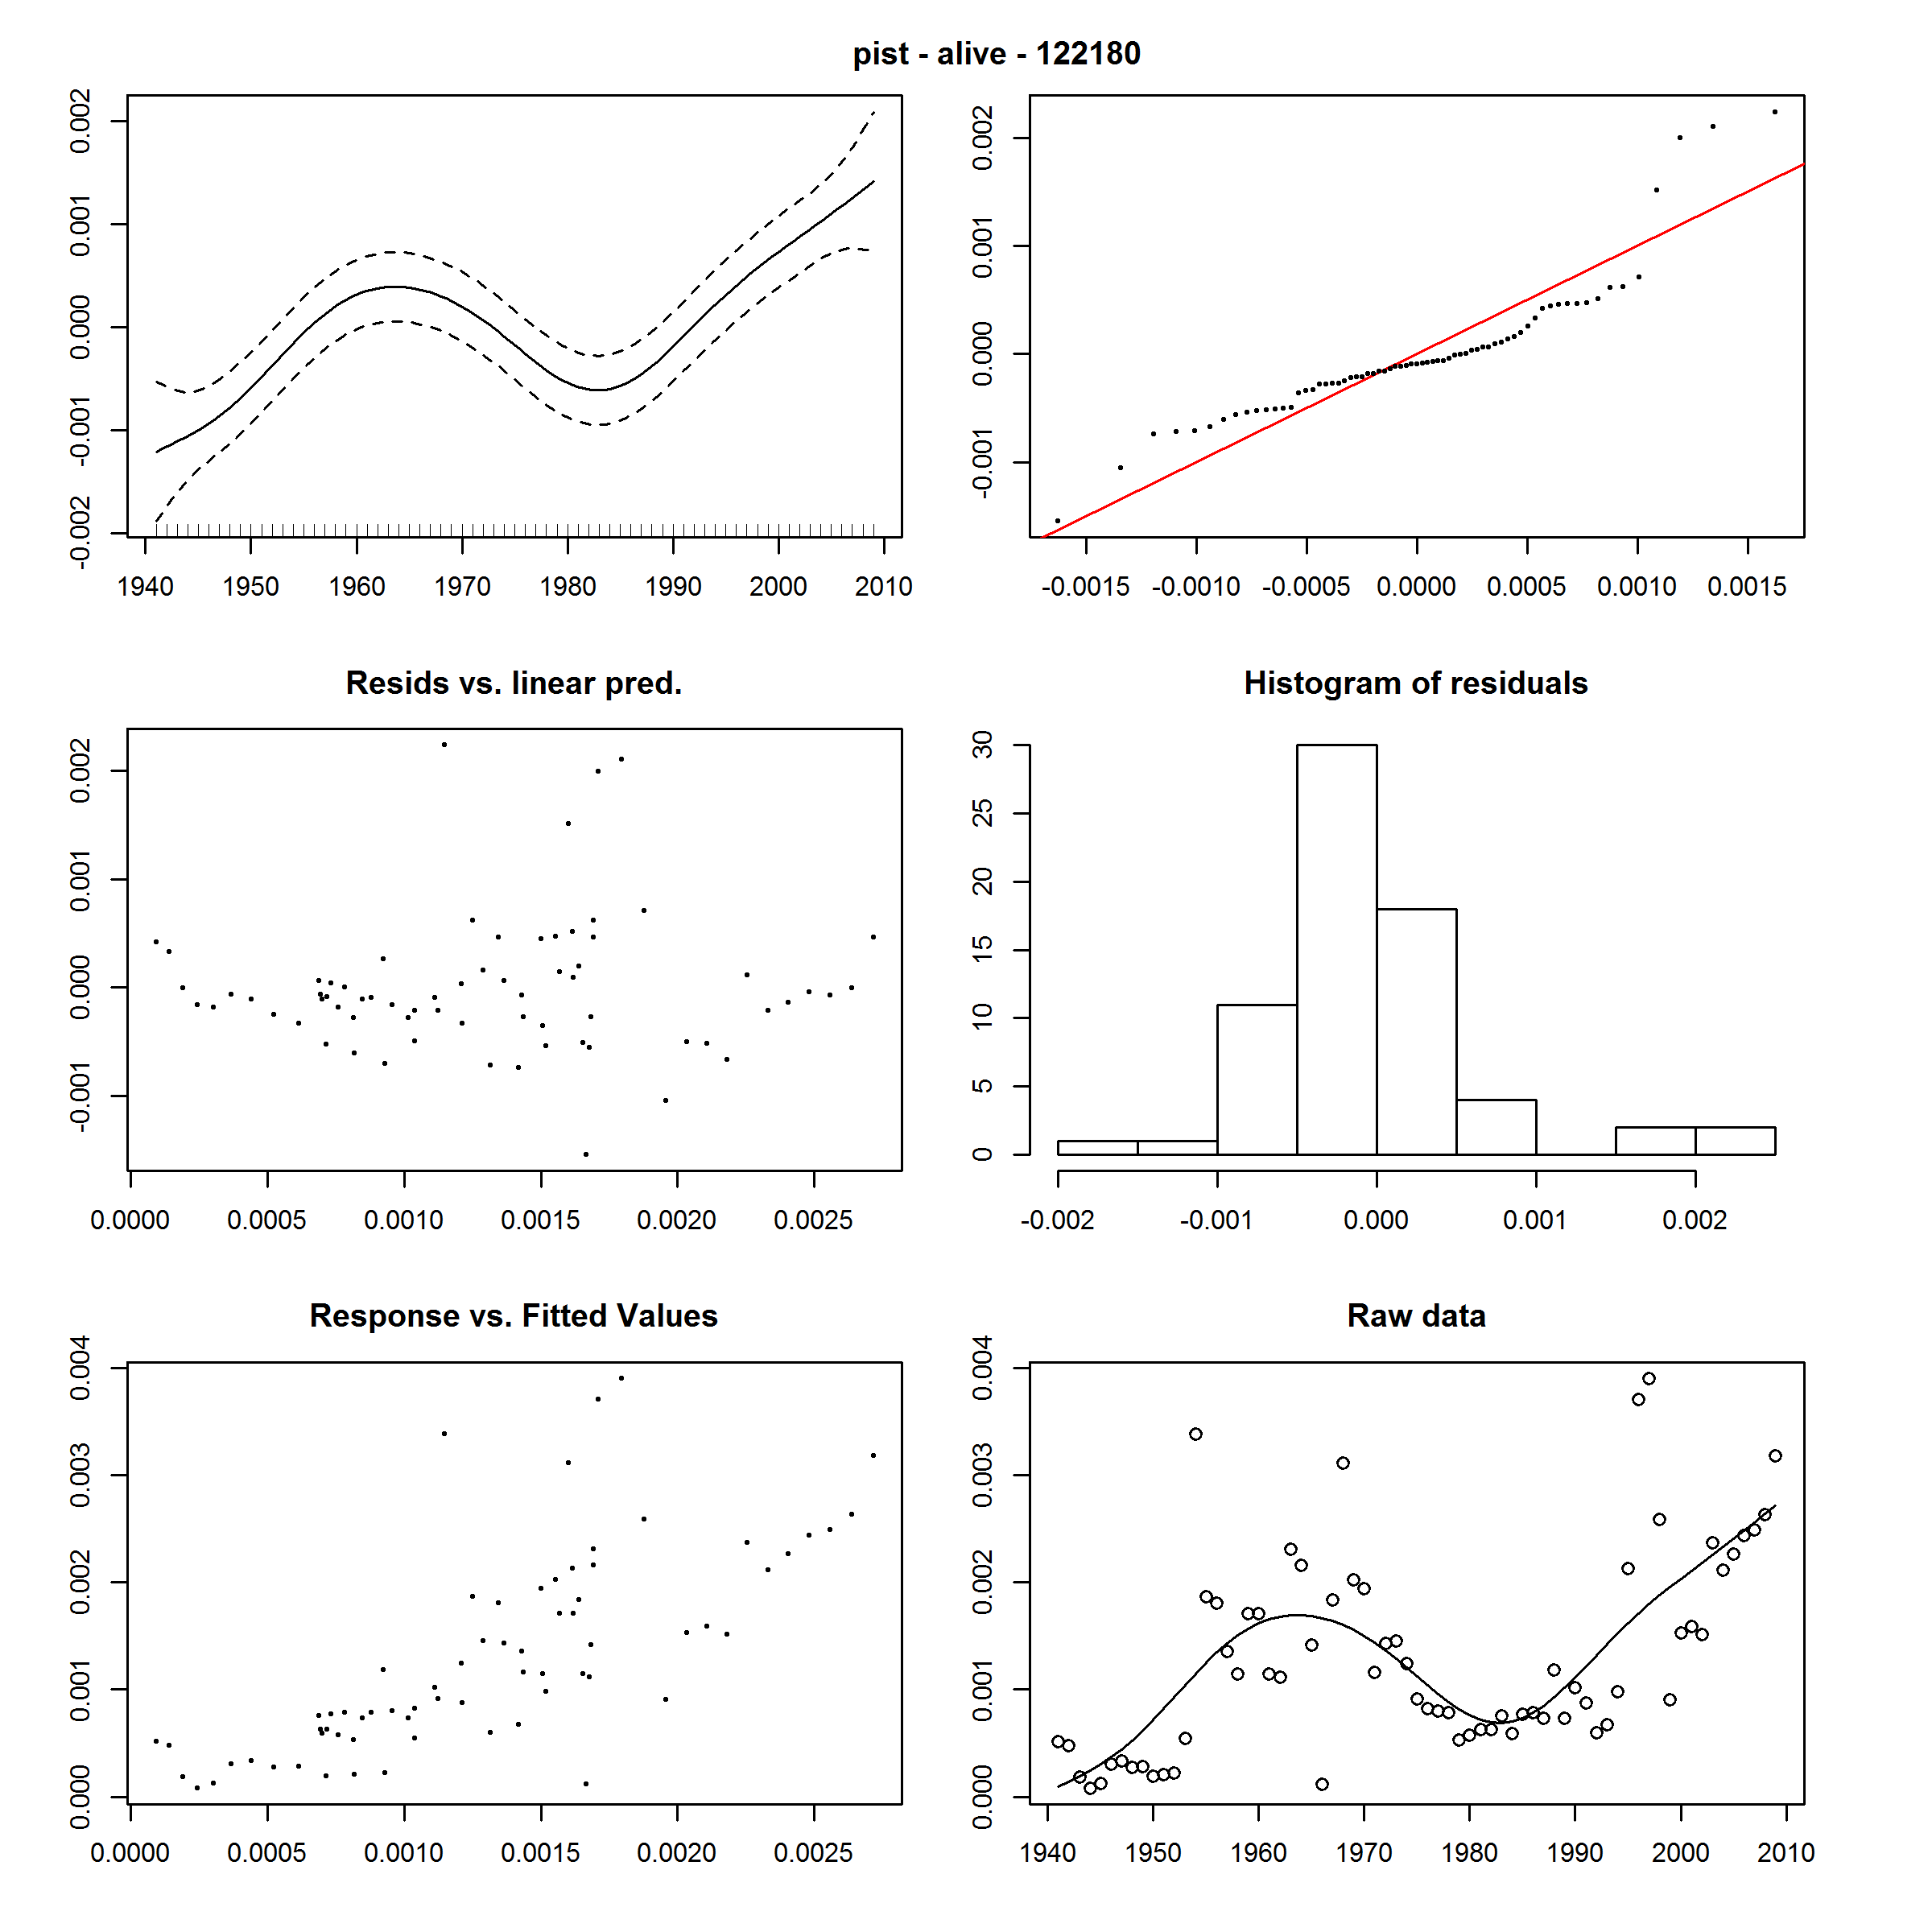 pist - alive - 122180
0.002
0.001
0.000
-0.001
-0.002
1940 1950 1960 1970 1980 1990 2000 2010
0.002
0.001
0.000
-0.001
-0.0015 -0.0010 -0.0005 0.0000 0.0005 0.0010 0.0015
Resids vs. linear pred.
0.002
0.001
0.000
-0.001
0.0000 0.0005 0.0010 0.0015 0.0020 0.0025
Histogram of residuals
30
25
20
15
10
5
0
-0.002 -0.001 0.000 0.001 0.002
Response vs. Fitted Values
0.004
0.003
0.002
0.001
0.000
0.0000 0.0005 0.0010 0.0015 0.0020 0.0025
Raw data
0.004
0.003
0.002
0.001
0.000
1940 1950 1960 1970 1980 1990 2000 2010